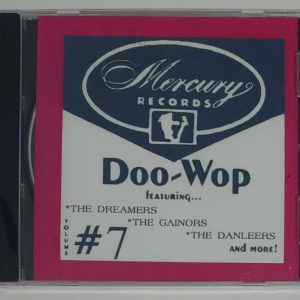 Mercury
RECORDS
Doo-Wop
FEATURING...
*THE DREAMERS
*THE GAINORS
*THE DANLEERS
AND MORE!
VOLUME
#7